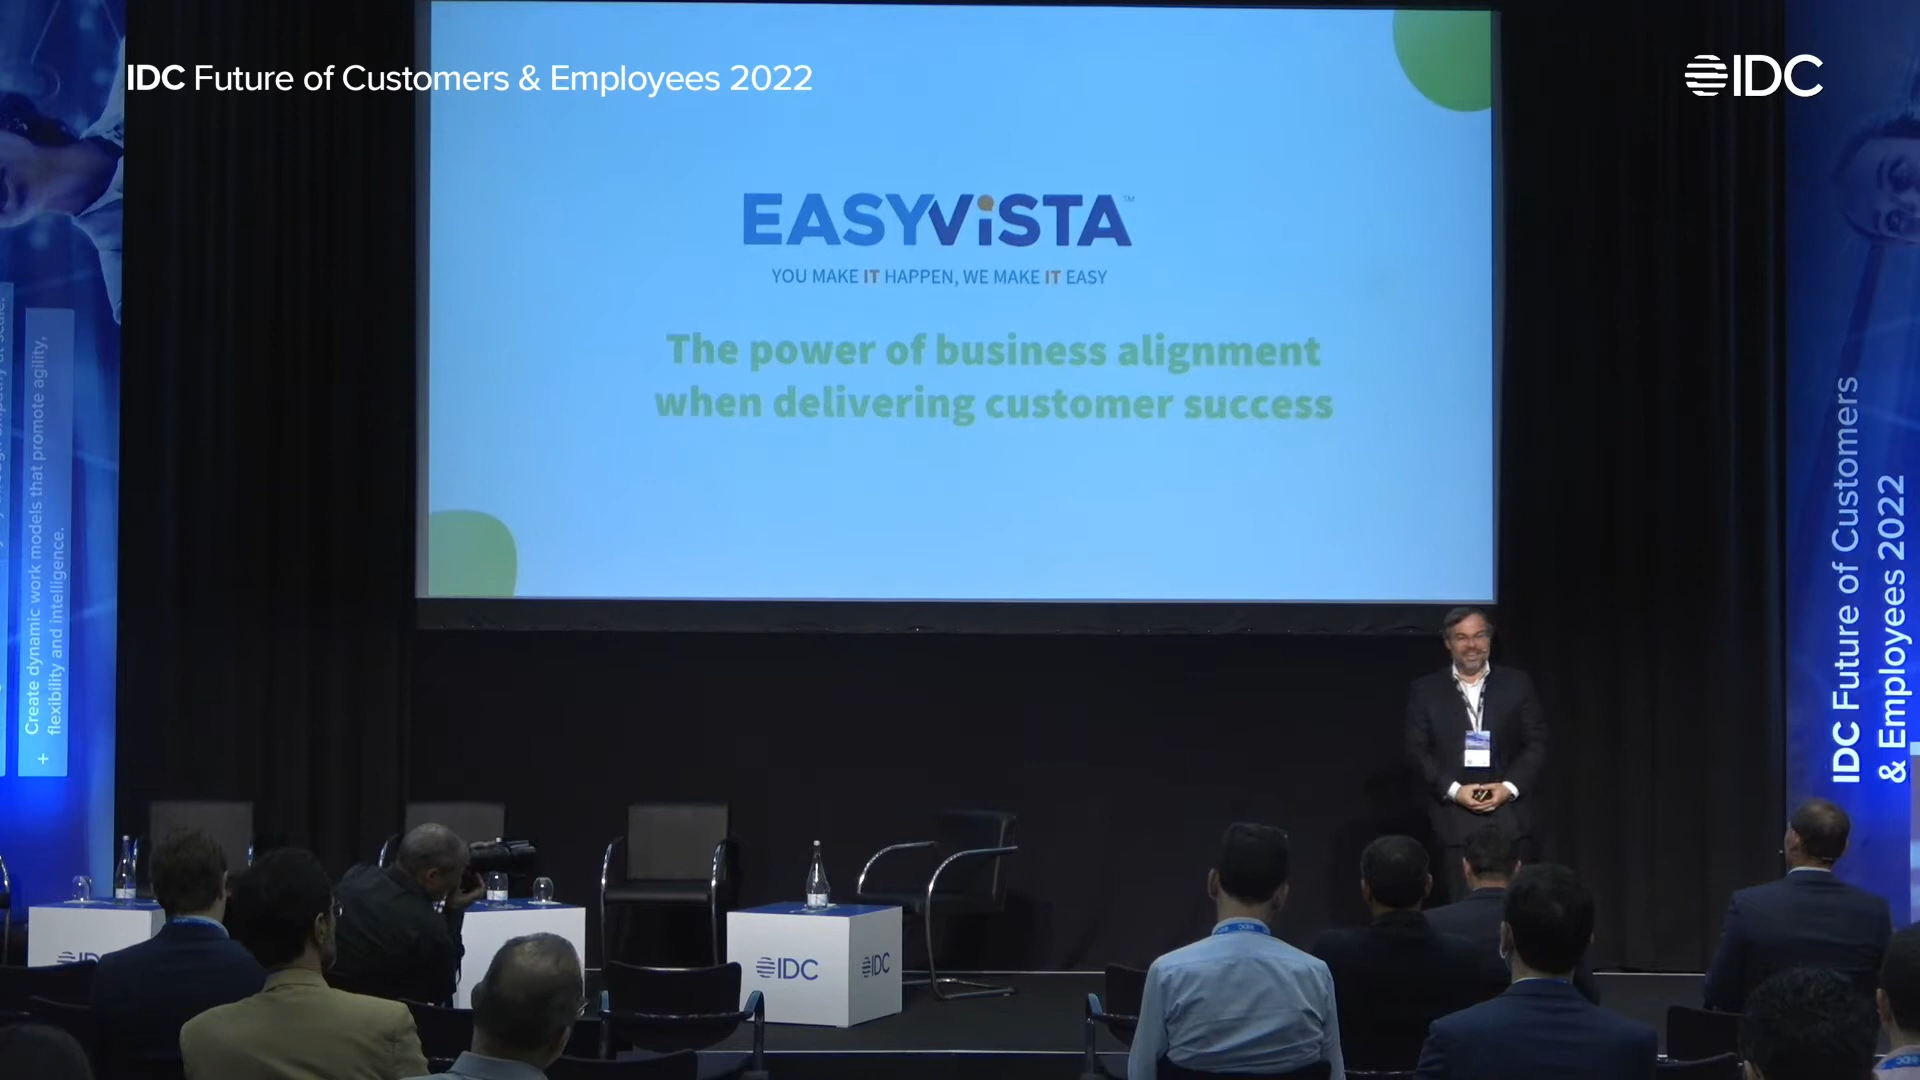 IDC Future of Customers & Employees 2022
IDC
EASYViSTA™
YOU MAKE IT HAPPEN, WE MAKE IT EASY
The power of business alignment
when delivering customer success
+ Create dynamic work models that promote agility,
flexibility and intelligence.
IDC Future of Customers
& Employees 2022
IDC
IDC
IDC